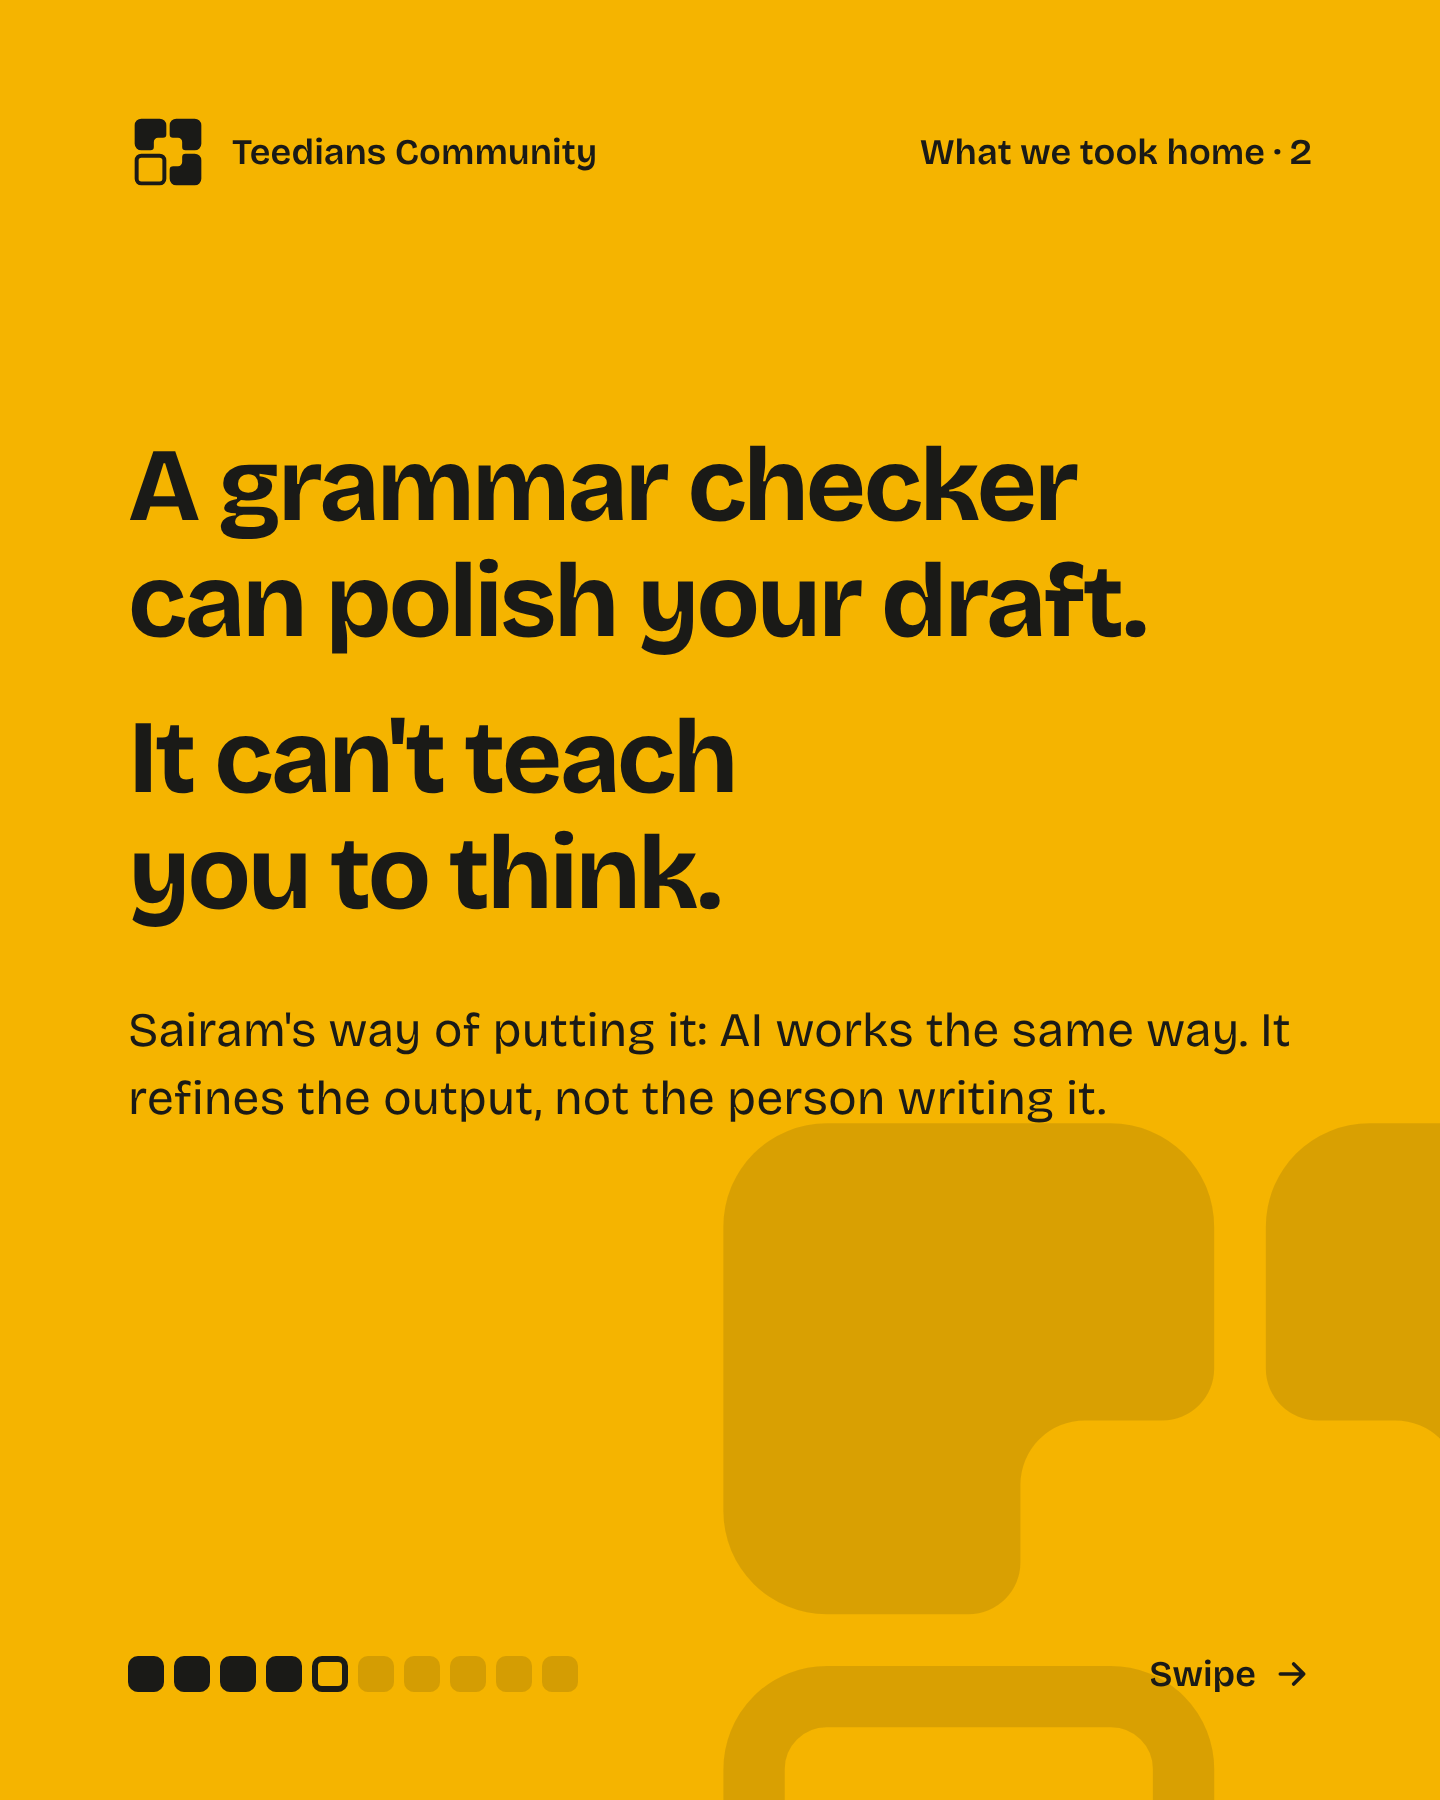 Teedians Community
What we took home · 2
A grammar checker
can polish your draft.
It can't teach
you to think.
Sairam's way of putting it: AI works the same way. It
refines the output, not the person writing it.
Swipe →